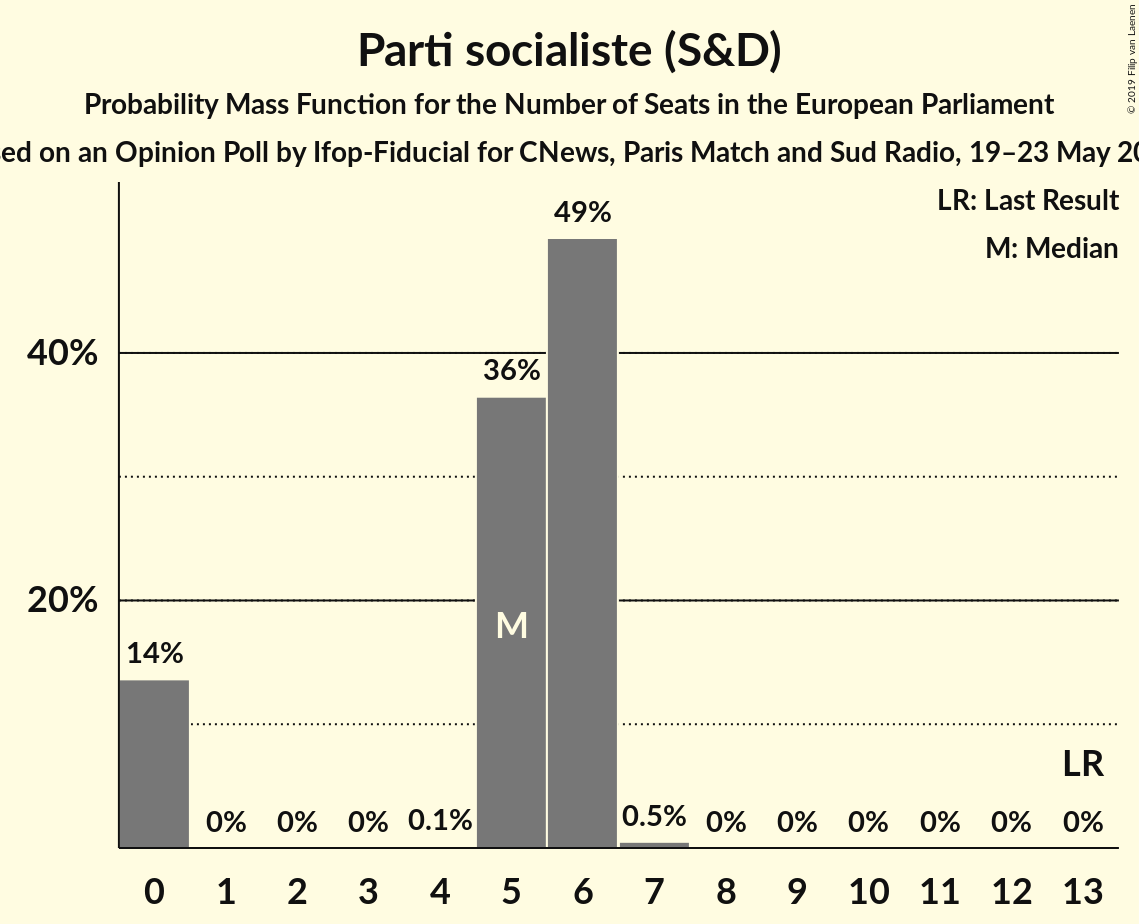 Parti socialiste (S&D)
Probability Mass Function for the Number of Seats in the European Parliament
on an Opinion Poll by Ifop-Fiducial for CNews, Paris Match and Sud Radio, 19–23 May
© 2019 Filip van Laenen
LR: Last Result
M: Median
49%
40%
36%
20%
M
14%
LR
0% 0% 0% 0.1% 0.5% 0% 0% 0% 0% 0% 0%
0 1 2 3 4 5 6 7 8 9 10 11 12 13